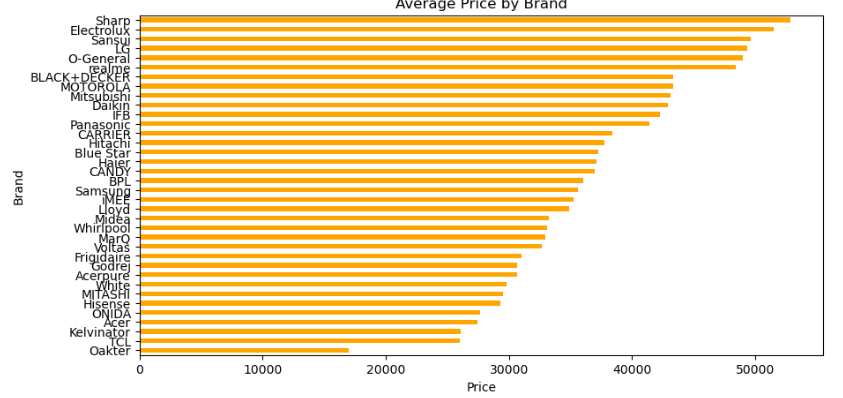 Average Price by Brand
Sharp
Electrolux
Sansui
LG
O-General
realme
BLACK+DECKER
MOTOROLA
Mitsubishi
Daikin
IFB
Panasonic
CARRIER
Hitachi
Blue Star
Haier
CANDY
BPL
Samsung
iMEE
Lloyd
Midea
Whirlpool
MarQ
Voltas
Frigidaire
Godrej
Acerpure
White
MITASHI
Hisense
ONIDA
Acer
Kelvinator
TCL
Oakter
Brand
0 10000 20000 30000 40000 50000
Price